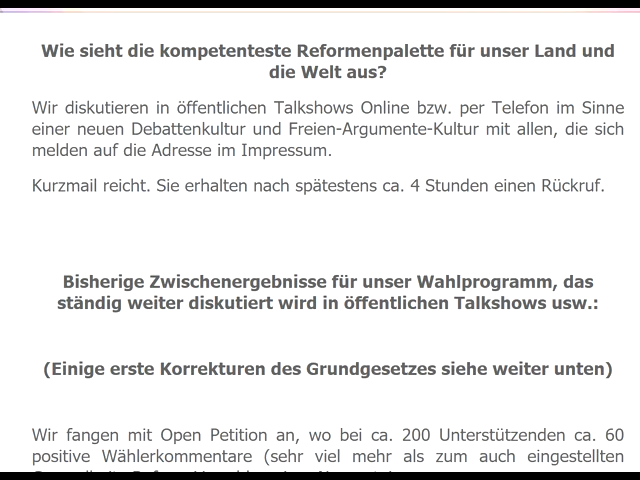 Wie sieht die kompetenteste Reformenpalette für unser Land und
die Welt aus?
Wir diskutieren in öffentlichen Talkshows Online bzw. per Telefon im Sinne
einer neuen Debattenkultur und Freien-Argumente-Kultur mit allen, die sich
melden auf die Adresse im Impressum.
Kurzmail reicht. Sie erhalten nach spätestens ca. 4 Stunden einen Rückruf.
Bisherige Zwischenergebnisse für unser Wahlprogramm, das
ständig weiter diskutiert wird in öffentlichen Talkshows usw.:
(Einige erste Korrekturen des Grundgesetzes siehe weiter unten)
Wir fangen mit Open Petition an, wo bei ca. 200 Unterstützenden ca. 60
positive Wählerkommentare (sehr viel mehr als zum auch eingestellten